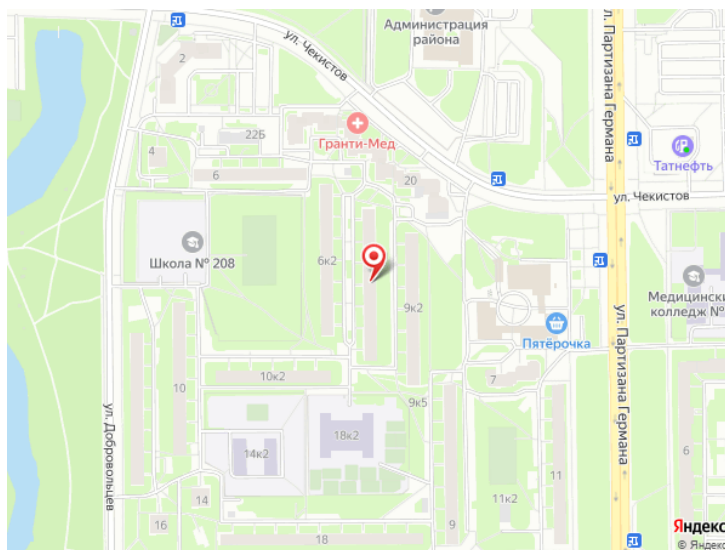 Администрация
района
ул. Чекистов
2
22Б
Гранти-Мед
4
6
20
Татнефть
ул. Чекистов
ул. Партизана Германа
Школа № 208
6к2
9к2
Медицински
колледж №
Пятёрочка
ул. Партизана Германа
10
10к2
7
9к5
ул. Добровольцев
18к2
14к2
6
14
11к2
11
16
18
9
Яндекс
© Яндекс